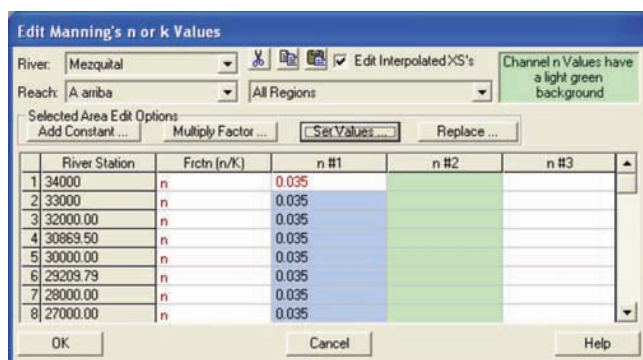 Edit Manning's n or k Values
River: Mezquital Edit Interpolated XS's Channel n Values have a light green background
Reach: A arriba All Regions
Selected Area Edit Options
Add Constant ... Multiply Factor ... Set Values ... Replace ...
River Station Frctn (n/K) n #1 n #2 n #3
1 34000 n 0.035
2 33000 n 0.035
3 32000.00 n 0.035
4 30869.50 n 0.035
5 30000.00 n 0.035
6 29209.79 n 0.035
7 28000.00 n 0.035
8 27000.00 n 0.035
OK Cancel Help